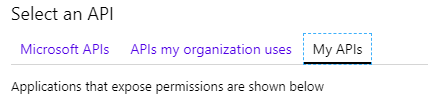 Select an API
Microsoft APIs APIs my organization uses My APIs
Applications that expose permissions are shown below